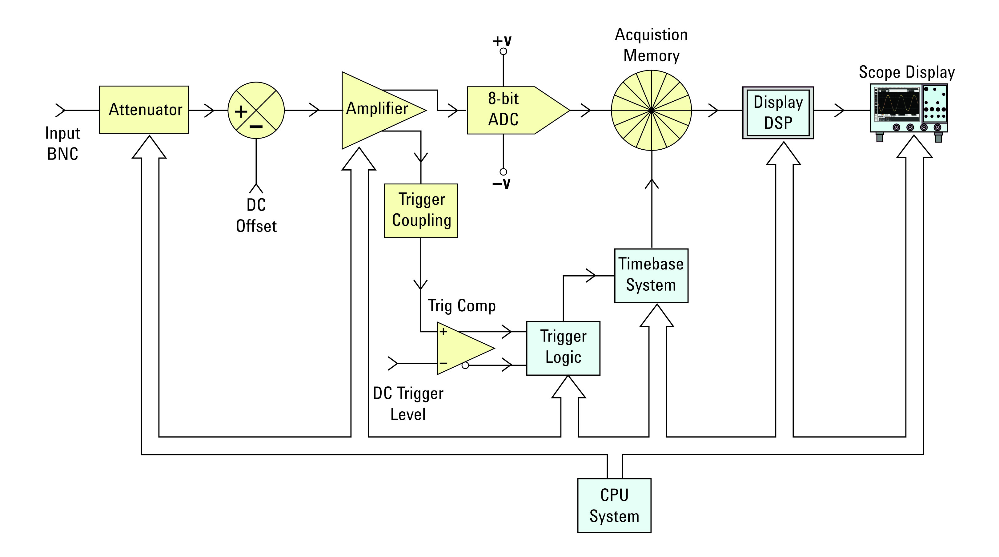 Acquistion
Memory
+V
Scope Display
Attenuator
+
−
Amplifier
8-bit
ADC
Display
DSP
Input
BNC
−V
DC
Offset
Trigger
Coupling
Timebase
System
Trig Comp
+
−
Trigger
Logic
DC Trigger
Level
CPU
System